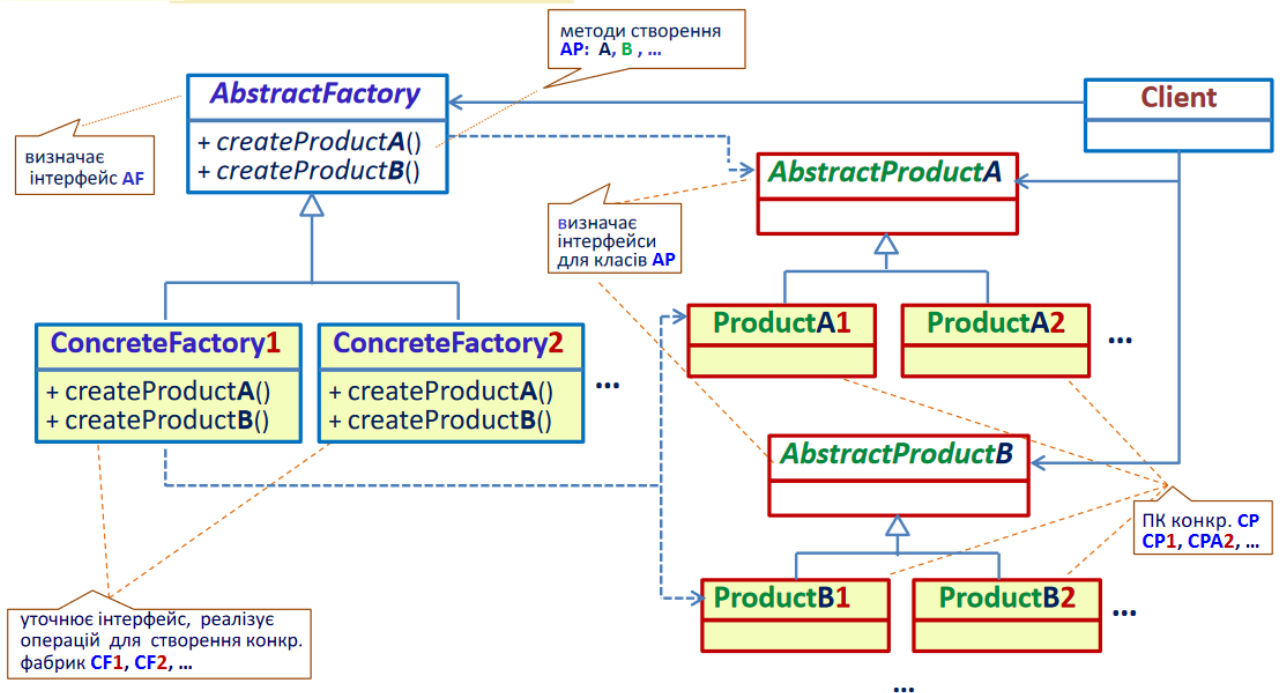 методи створення
AP: A, B , ...
AbstractFactory
+ createProductA()
+ createProductB()
Client
визначає
інтерфейс AF
AbstractProductA
визначає
інтерфейси
для класів AP
ConcreteFactory1
+ createProductA()
+ createProductB()
ConcreteFactory2
+ createProductA()
+ createProductB()
...
ProductA1
ProductA2
...
AbstractProductB
ПК конкр. CP
CP1, CPA2, ...
ProductB1
ProductB2
...
уточнює інтерфейс, реалізує
операцій для створення конкр.
фабрик CF1, CF2, ...
...